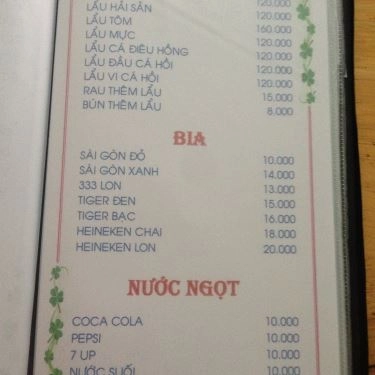 LẨU HẢI SẢN 120.000
LẨU TÔM 120.000
LẨU MỰC 160.000
LẨU CÁ ĐIÊU HỒNG 120.000
LẨU ĐẦU CÁ HỒI 120.000
LẨU VI CÁ HỒI 120.000
RAU THÊM LẨU 15.000
BÚN THÊM LẨU 8.000
BIA
SÀI GÒN ĐỎ 10.000
SÀI GÒN XANH 14.000
333 LON 13.000
TIGER ĐEN 15.000
TIGER BẠC 16.000
HEINEKEN CHAI 18.000
HEINEKEN LON 20.000
NƯỚC NGỌT
COCA COLA 10.000
PEPSI 10.000
7 UP 10.000
NƯỚC SUỐI 10.000